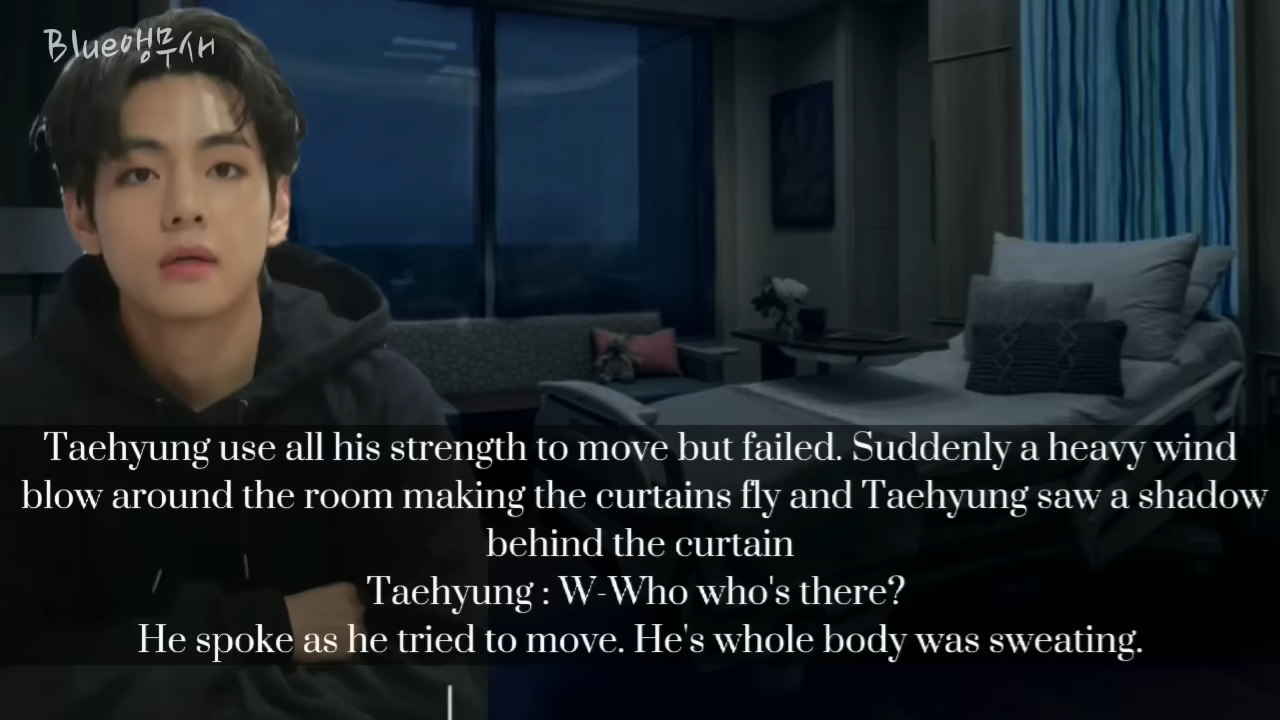 Blue앵무새
Taehyung use all his strength to move but failed. Suddenly a heavy wind
blow around the room making the curtains fly and Taehyung saw a shadow
behind the curtain
Taehyung : W-Who who's there?
He spoke as he tried to move. He's whole body was sweating.